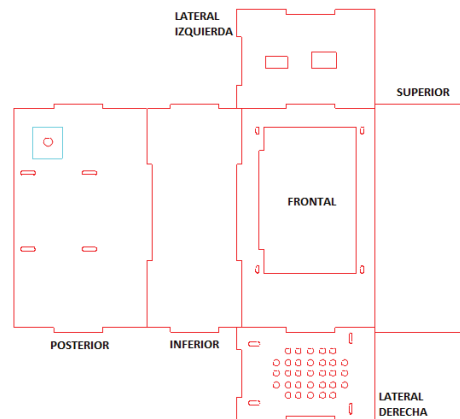 LATERAL
IZQUIERDA
SUPERIOR
FRONTAL
POSTERIOR
INFERIOR
LATERAL
DERECHA